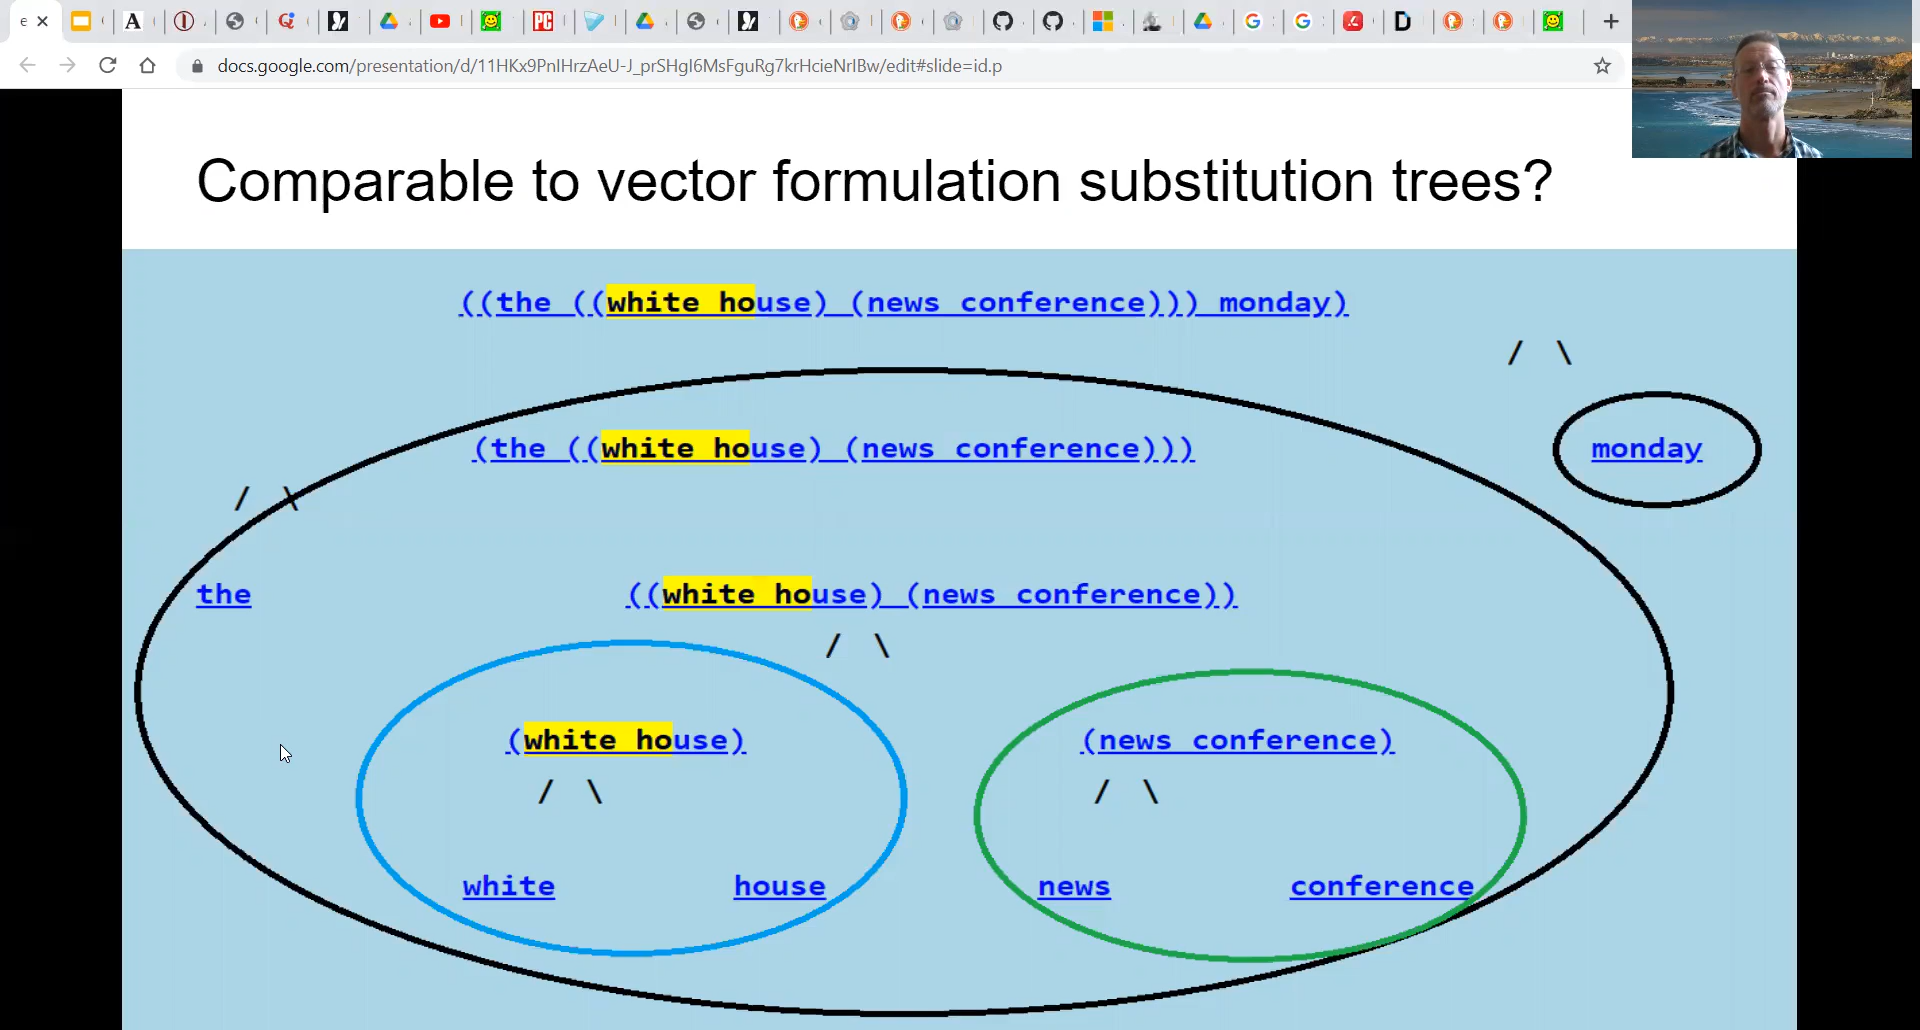 docs.google.com/presentation/d/11HKx9PnIHrzAeU-J_prSHgI6MsFguRg7krHcieNrIBw/edit#slide=id.p
Comparable to vector formulation substitution trees?
((the ((white house) (news conference))) monday)
/ \
(the ((white house) (news conference))) monday
/ \
the ((white house) (news conference))
/ \
(white house) (news conference)
/ \ / \
white house news conference